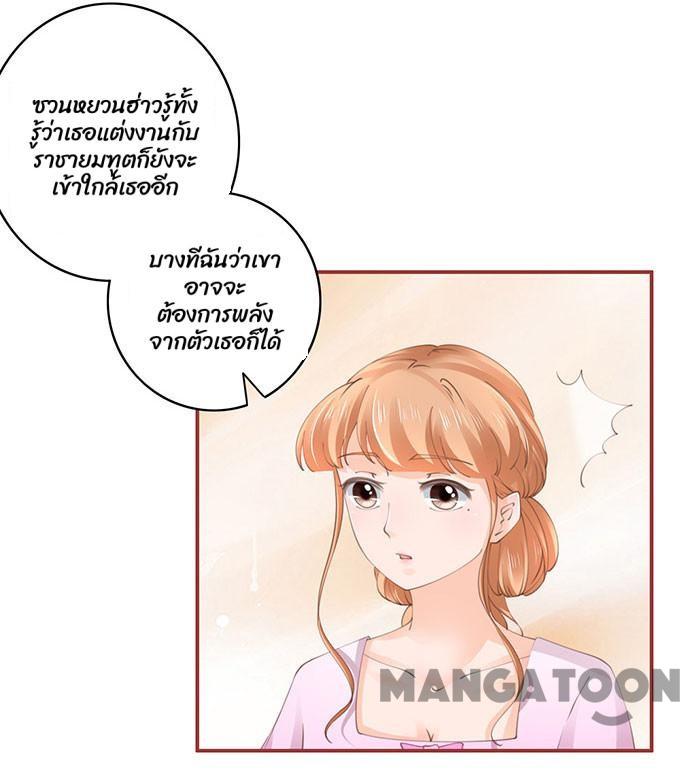 ซวนหยวนฮ่าวรู้ทั้ง
รู้ว่าเธอแต่งงานกับ
ราชายมทูตก็ยังจะ
เข้าใกล้เธออีก
บางทีฉันว่าเขา
อาจจะ
ต้องการพลัง
จากตัวเธอก็ได้
MANGATOON